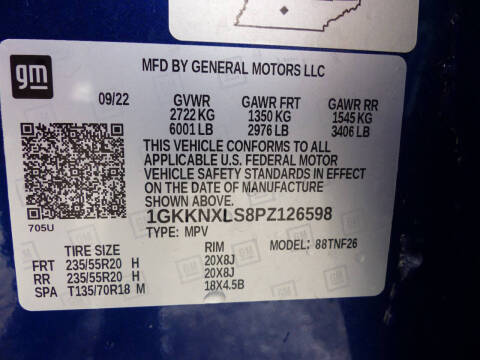 gm
MFD BY GENERAL MOTORS LLC
09/22 GVWR GAWR FRT GAWR RR
2722 KG 1350 KG 1545 KG
6001 LB 2976 LB 3406 LB
THIS VEHICLE CONFORMS TO ALL
APPLICABLE U.S. FEDERAL MOTOR
VEHICLE SAFETY STANDARDS IN EFFECT
ON THE DATE OF MANUFACTURE
SHOWN ABOVE.
705U 1GKKNXLS8PZ126598
TYPE: MPV MODEL: 88TNF26
TIRE SIZE RIM
FRT 235/55R20 H 20X8J
RR 235/55R20 H 20X8J
SPA T135/70R18 M 18X4.5B